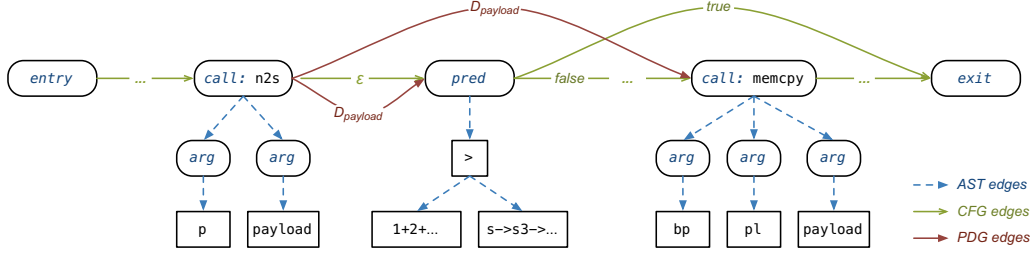 D_payload
true
entry
...
call: n2s
ε
pred
false
...
call: memcpy
...
exit
D_payload
arg
arg
>
arg
arg
arg
p
payload
1+2+...
s->s3->...
bp
pl
payload
AST edges
CFG edges
PDG edges